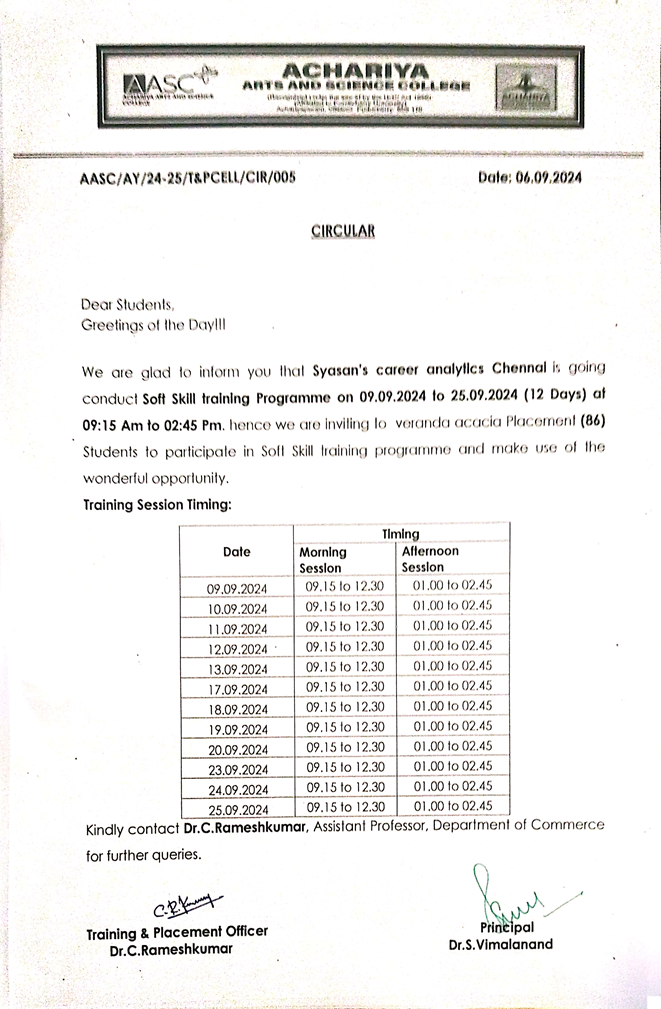 AASC
ACHARIYA ARTS AND SCIENCE
COLLEGE
ACHARIYA
ARTS AND SCIENCE COLLEGE
ACHARIYA
AASC/AY/24-25/T&PCELL/CIR/005 Date: 06.09.2024
CIRCULAR
Dear Students,
Greetings of the Day!!!
We are glad to inform you that Syasan's career analytics Chennai is going
conduct Soft Skill training Programme on 09.09.2024 to 25.09.2024 (12 Days) at
09:15 Am to 02:45 Pm. hence we are inviting to veranda acacia Placement (86)
Students to participate in Soft Skill training programme and make use of the
wonderful opportunity.
Training Session Timing:
Timing
Date Morning Session Afternoon Session
09.09.2024 09.15 to 12.30 01.00 to 02.45
10.09.2024 09.15 to 12.30 01.00 to 02.45
11.09.2024 09.15 to 12.30 01.00 to 02.45
12.09.2024 09.15 to 12.30 01.00 to 02.45
13.09.2024 09.15 to 12.30 01.00 to 02.45
17.09.2024 09.15 to 12.30 01.00 to 02.45
18.09.2024 09.15 to 12.30 01.00 to 02.45
19.09.2024 09.15 to 12.30 01.00 to 02.45
20.09.2024 09.15 to 12.30 01.00 to 02.45
23.09.2024 09.15 to 12.30 01.00 to 02.45
24.09.2024 09.15 to 12.30 01.00 to 02.45
25.09.2024 09.15 to 12.30 01.00 to 02.45
Kindly contact Dr.C.Rameshkumar, Assistant Professor, Department of Commerce
for further queries.
Training & Placement Officer Principal
Dr.C.Rameshkumar Dr.S.Vimalanand